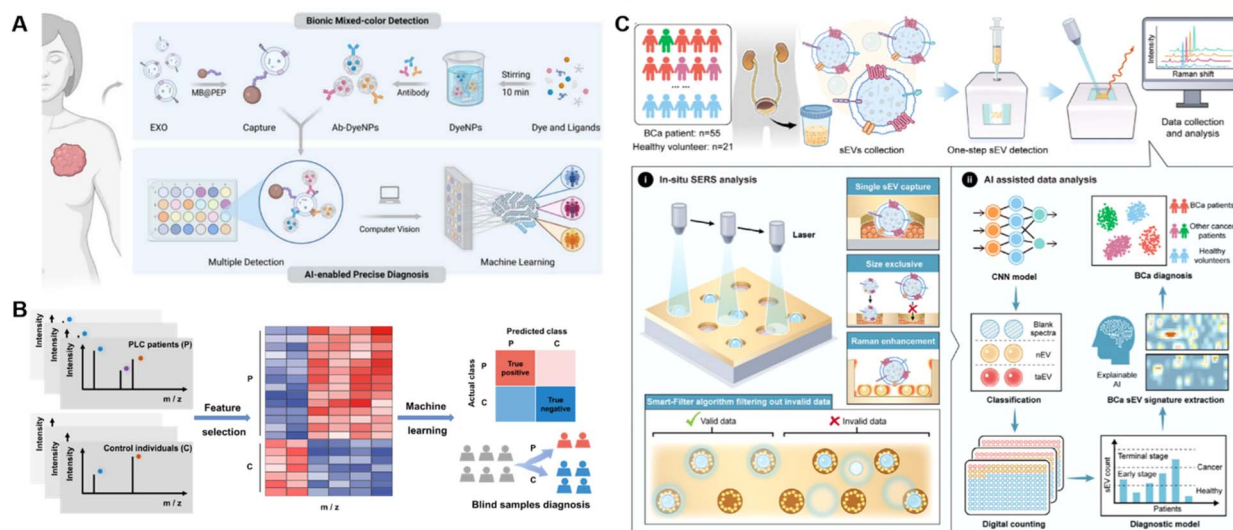 A
Bionic Mixed-color Detection
MB@PEP
Antibody
Stirring
10 min
EXO
Capture
Ab-DyeNPs
DyeNPs
Dye and Ligands
Computer Vision
Multiple Detection
Machine Learning
AI-enabled Precise Diagnosis
B
Intensity
Intensity
Intensity
PLC patients (P)
m / z
Intensity
Intensity
Intensity
Control individuals (C)
m / z
Feature
selection
P
C
m / z
Machine
learning
Predicted class
P
C
Actual class
P
C
True
positive
True
negative
P
C
Blind samples diagnosis
C
... ...
BCa patient: n=55
Healthy volunteer: n=21
sEVs collection
One-step sEV detection
Intensity
Raman shift
Data collection
and analysis
i
In-situ SERS analysis
Laser
Single sEV capture
Size exclusive
Raman enhancement
Smart-Filter algorithm filtering out invalid data
Valid data
Invalid data
ii
AI assisted data analysis
CNN model
BCa patients
Other cancer
patients
Healthy
volunteers
BCa diagnosis
Blank
spectra
nEV
taEV
Classification
Explainable
AI
BCa sEV signature extraction
Digital counting
sEV count
Terminal stage
Early stage
Cancer
Healthy
Patients
Diagnostic model